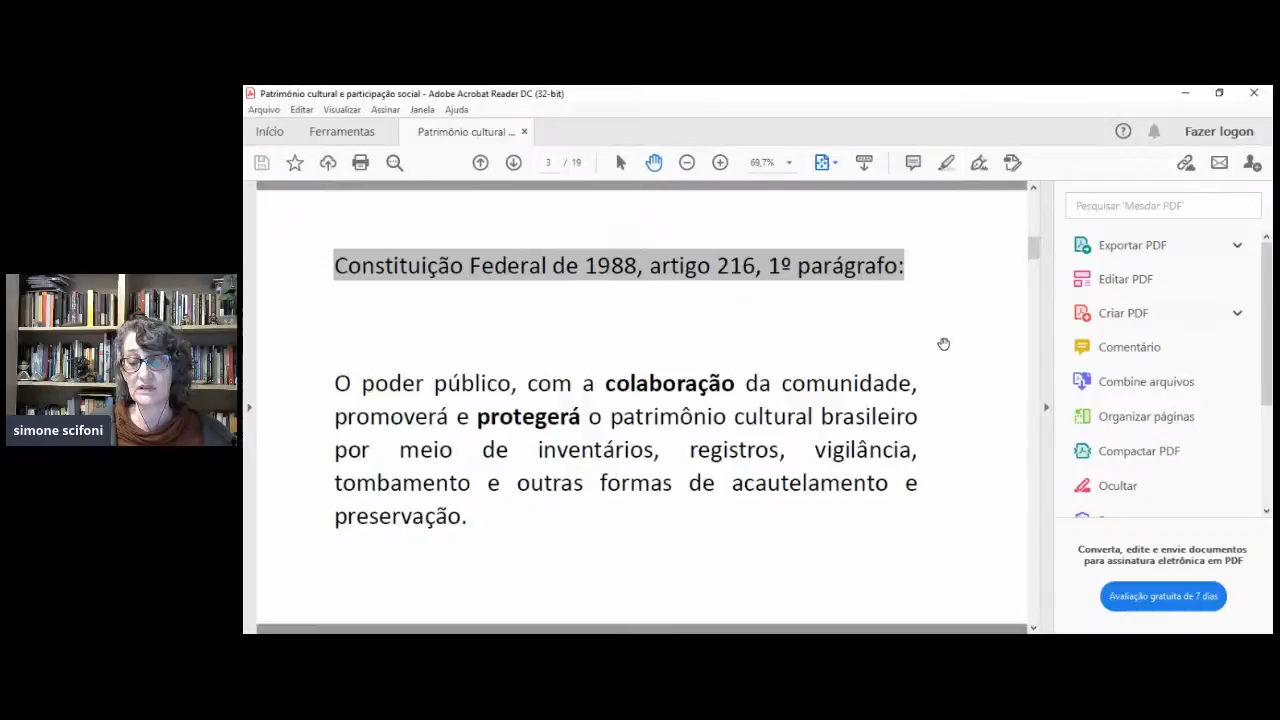 Patrimônio cultural e participação social - Adobe Acrobat Reader DC (32-bit)
Arquivo Editar Visualizar Assinar Janela Ajuda
Início Ferramentas Patrimônio cultural ... × Fazer logon
3 / 19 69,7%
Pesquisar 'Mesclar PDF'
Constituição Federal de 1988, artigo 216, 1º parágrafo:
O poder público, com a colaboração da comunidade,
promoverá e protegerá o patrimônio cultural brasileiro
por meio de inventários, registros, vigilância,
tombamento e outras formas de acautelamento e
preservação.
simone scifoni
Exportar PDF
Editar PDF
Criar PDF
Comentário
Combine arquivos
Organizar páginas
Compactar PDF
Ocultar
Converta, edite e envie documentos
para assinatura eletrônica em PDF
Avaliação gratuita de 7 dias